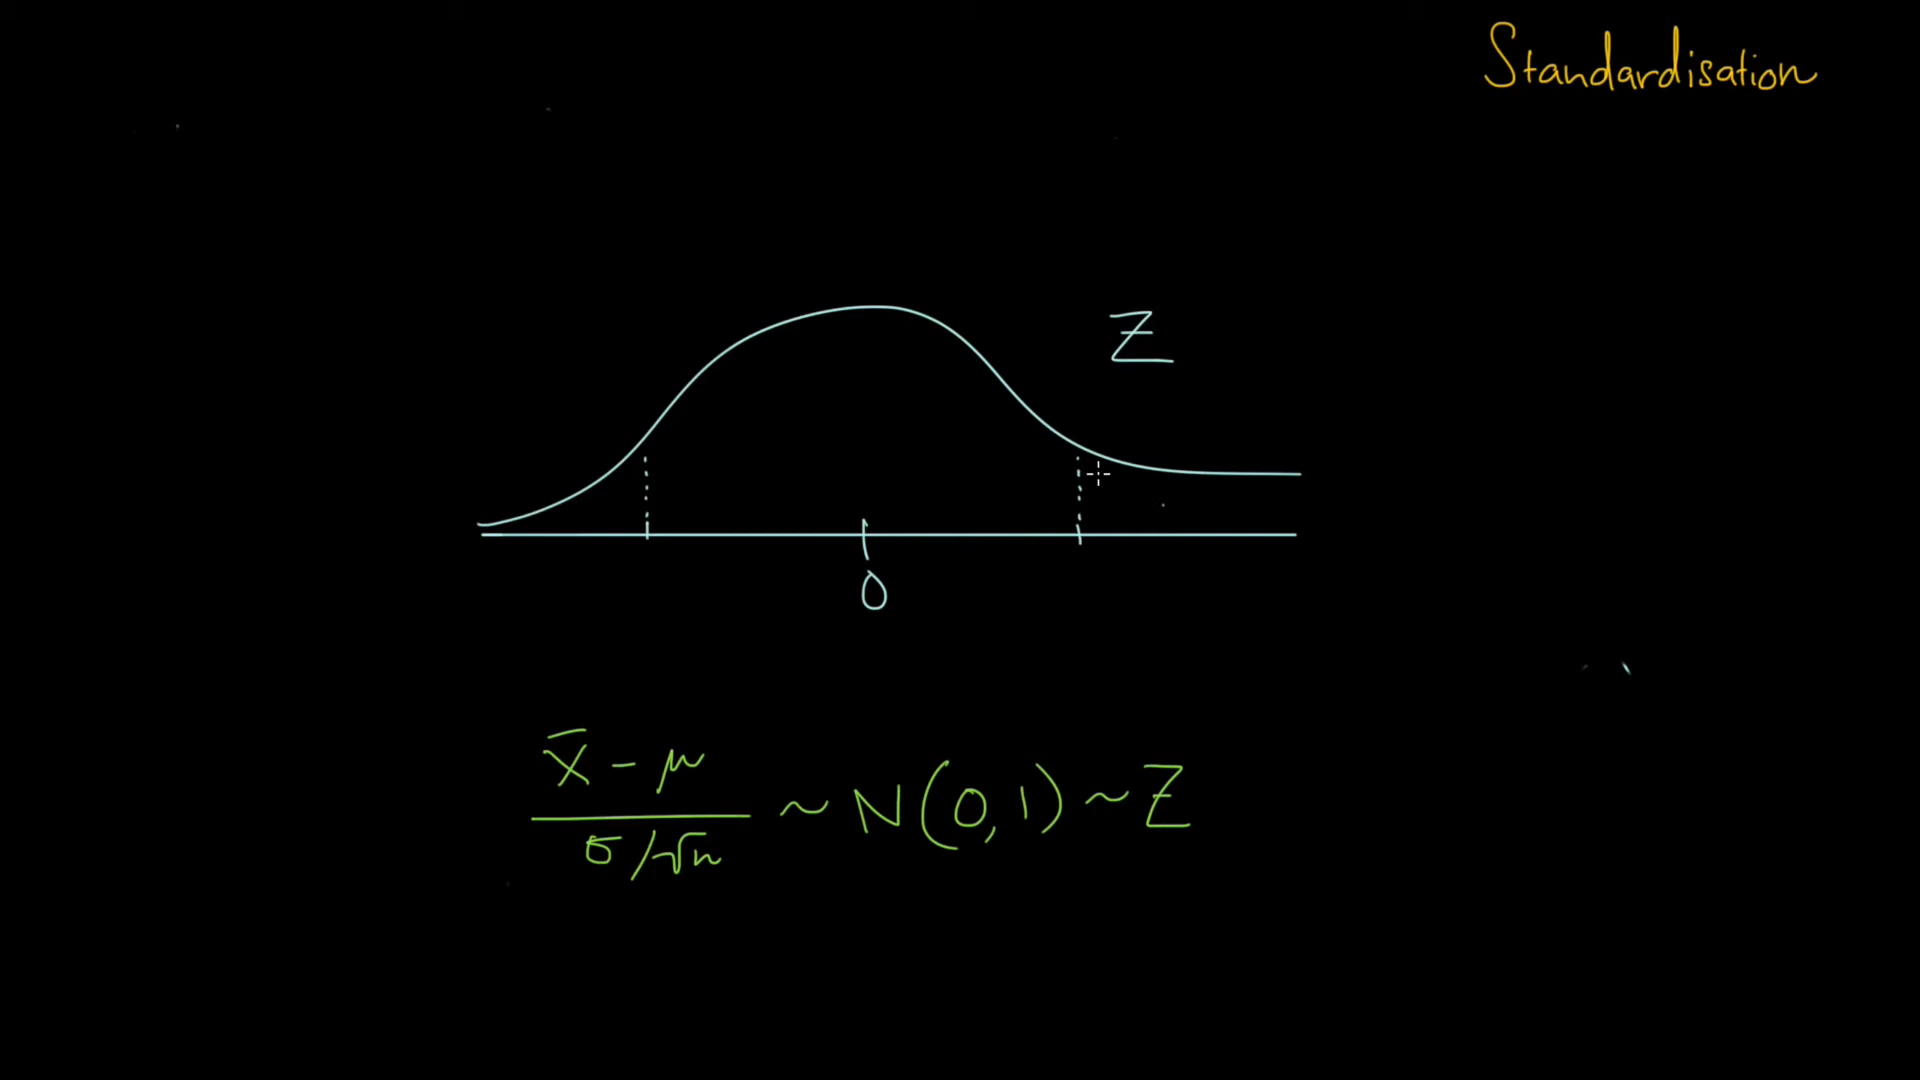 Standardisation
Z
0
x̄ - μ
σ/√n
~ N(0,1) ~ Z